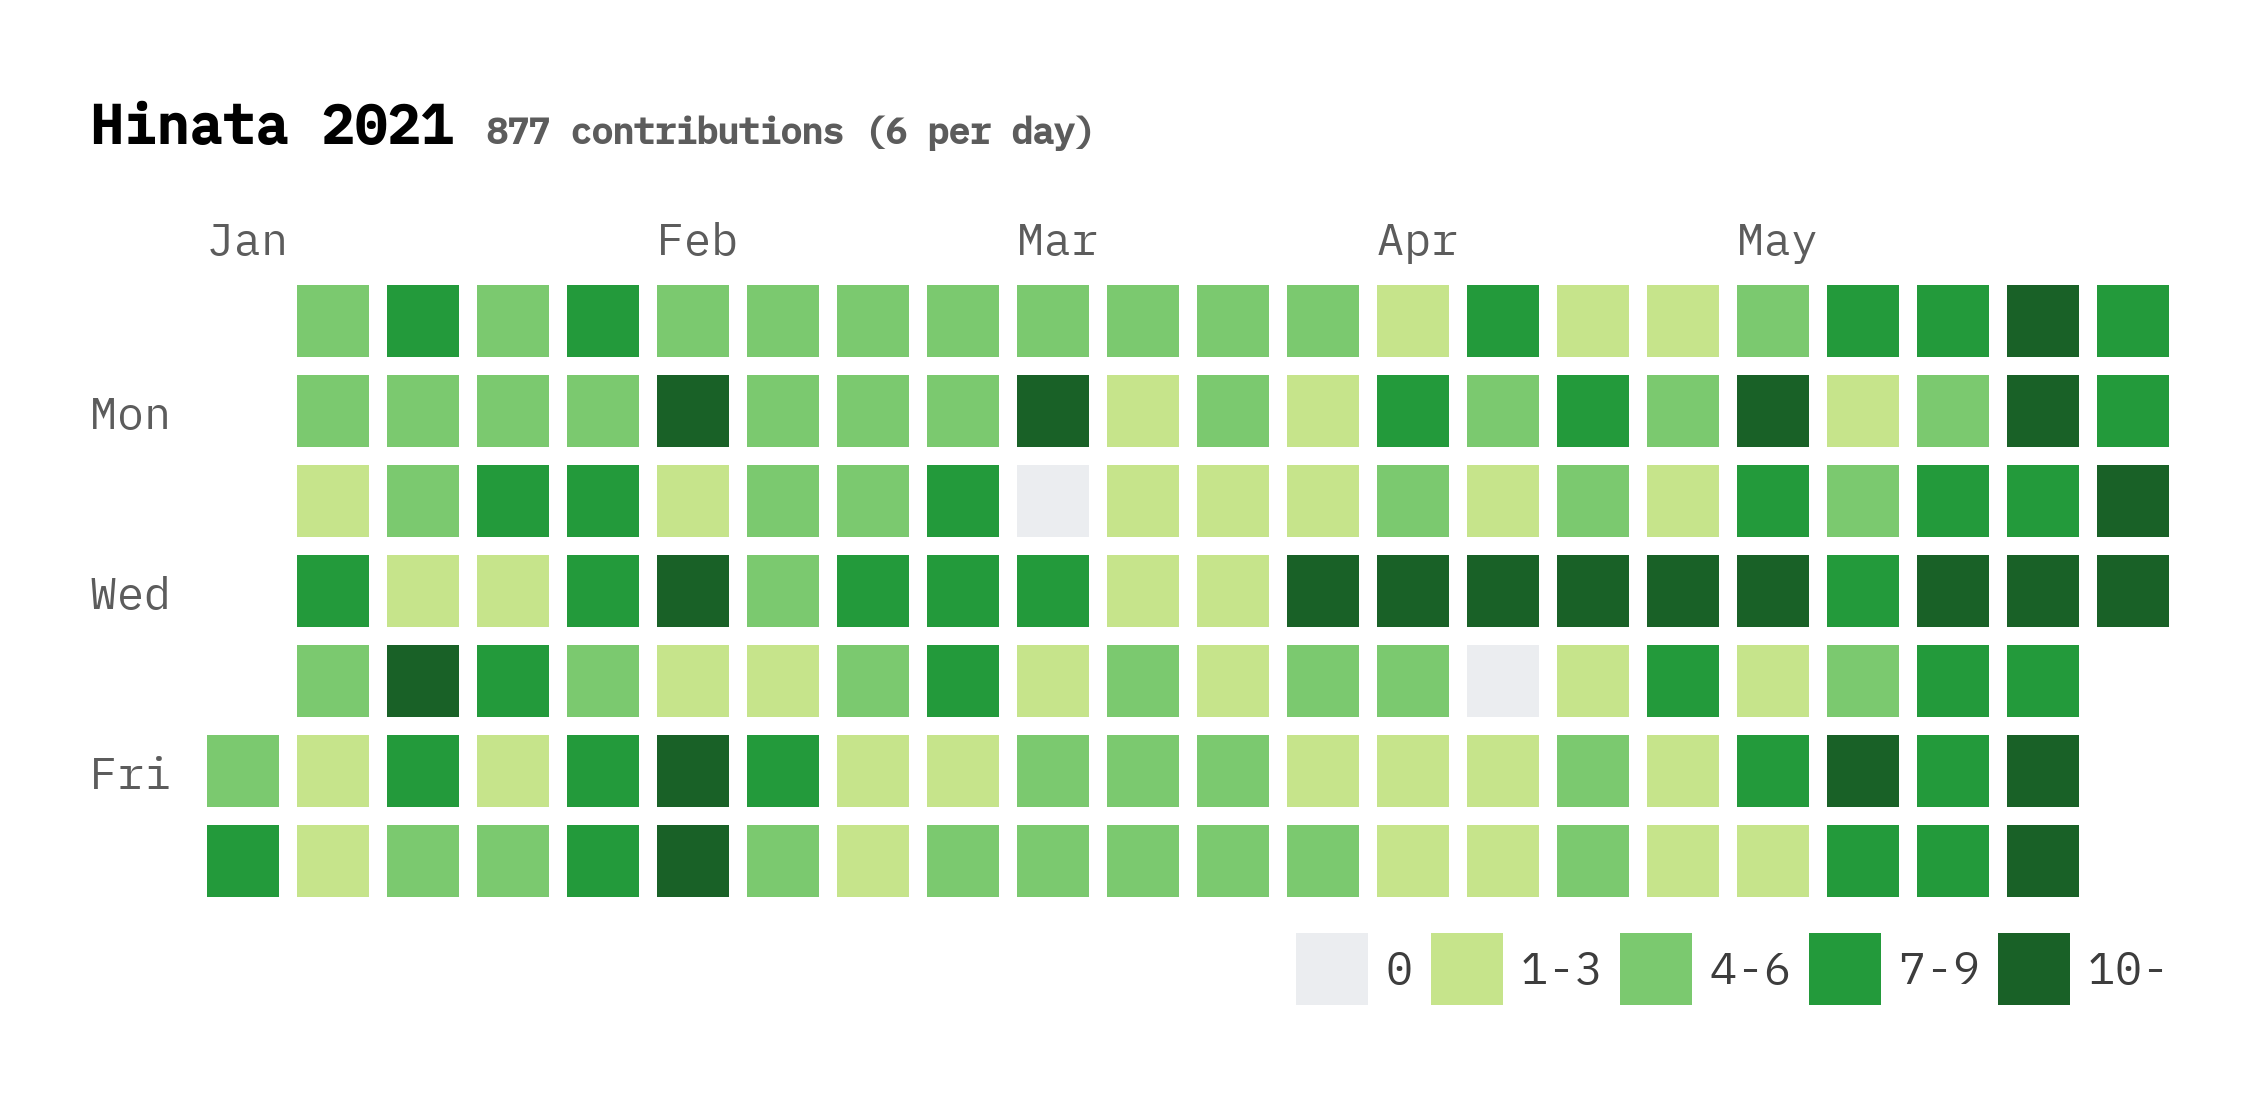 Hinata 2021 877 contributions (6 per day)
Jan Feb Mar Apr May
Mon
Wed
Fri
0 1-3 4-6 7-9 10-